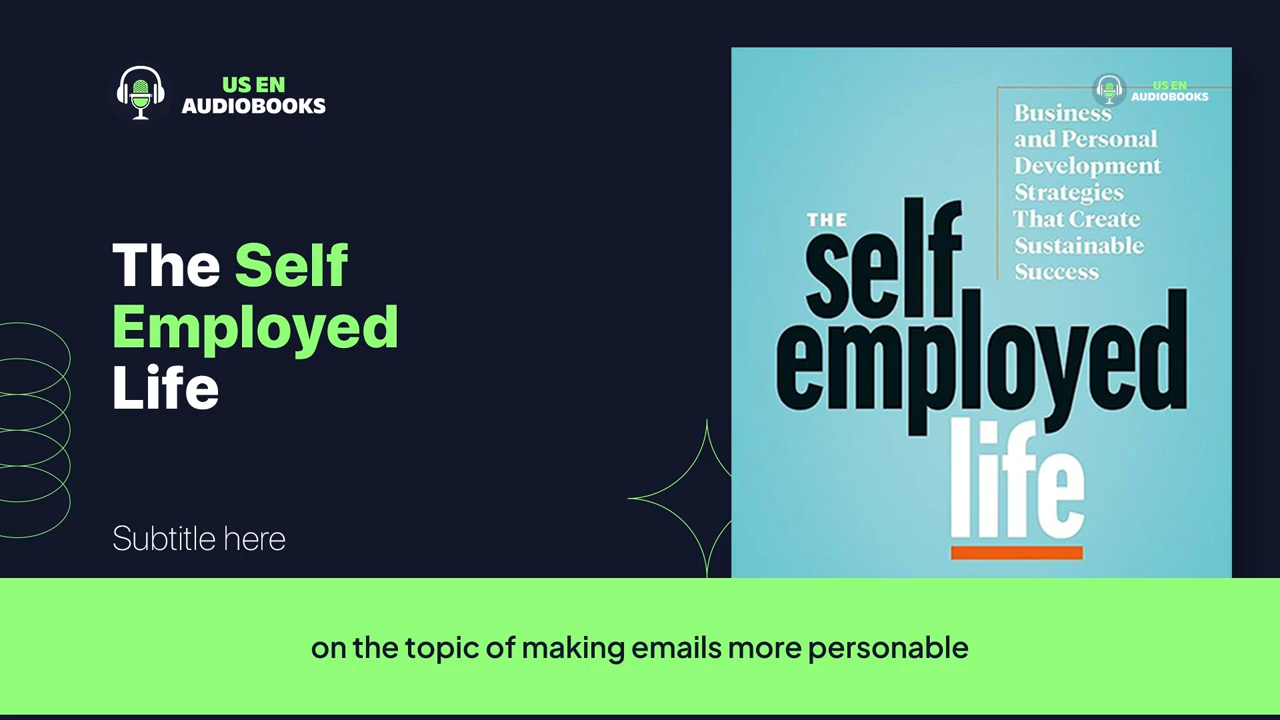 US EN
AUDIOBOOKS
The Self
Employed
Life
Subtitle here
US EN
AUDIOBOOKS
Business
and Personal
Development
Strategies
That Create
Sustainable
Success
THE
self
employed
life
on the topic of making emails more personable